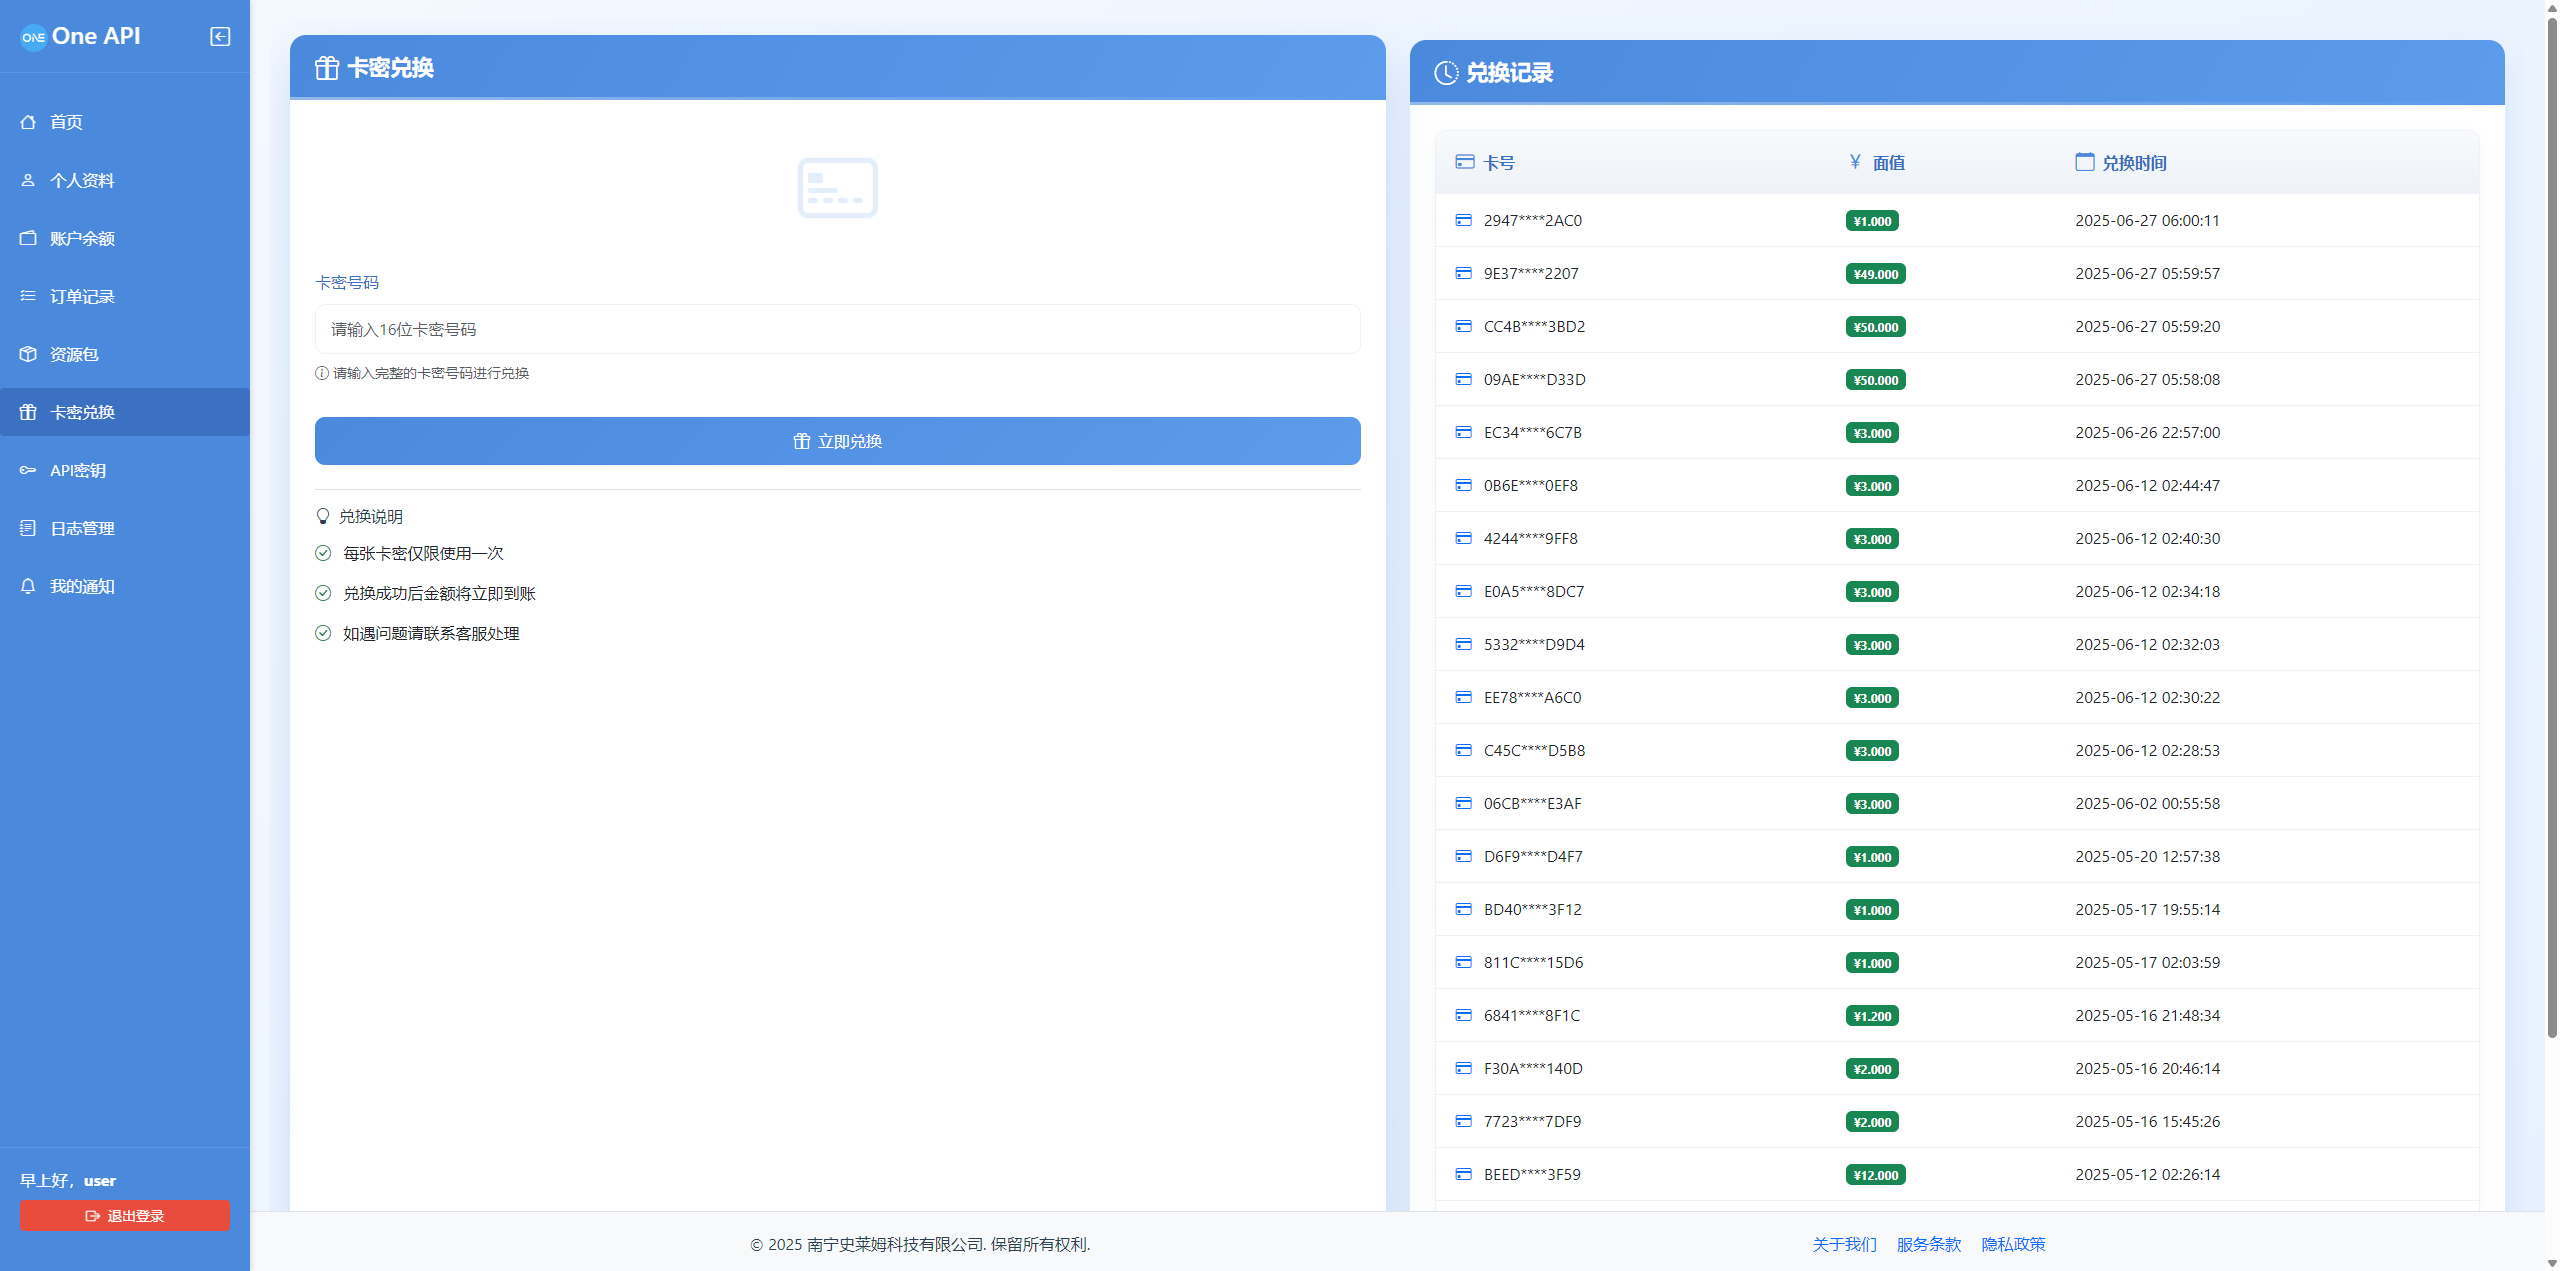 ONE One API
首页
个人资料
账户余额
订单记录
资源包
卡密兑换
API密钥
日志管理
我的通知
早上好，user
退出登录
卡密兑换
卡密号码
请输入16位卡密号码
请输入完整的卡密号码进行兑换
立即兑换
兑换说明
每张卡密仅限使用一次
兑换成功后金额将立即到账
如遇问题请联系客服处理
兑换记录
卡号 ¥ 面值 兑换时间
2947****2AC0 ¥1.000 2025-06-27 06:00:11
9E37****2207 ¥49.000 2025-06-27 05:59:57
CC4B****3BD2 ¥50.000 2025-06-27 05:59:20
09AE****D33D ¥50.000 2025-06-27 05:58:08
EC34****6C7B ¥3.000 2025-06-26 22:57:00
0B6E****0EF8 ¥3.000 2025-06-12 02:44:47
4244****9FF8 ¥3.000 2025-06-12 02:40:30
E0A5****8DC7 ¥3.000 2025-06-12 02:34:18
5332****D9D4 ¥3.000 2025-06-12 02:32:03
EE78****A6C0 ¥3.000 2025-06-12 02:30:22
C45C****D5B8 ¥3.000 2025-06-12 02:28:53
06CB****E3AF ¥3.000 2025-06-02 00:55:58
D6F9****D4F7 ¥1.000 2025-05-20 12:57:38
BD40****3F12 ¥1.000 2025-05-17 19:55:14
811C****15D6 ¥1.000 2025-05-17 02:03:59
6841****8F1C ¥1.200 2025-05-16 21:48:34
F30A****140D ¥2.000 2025-05-16 20:46:14
7723****7DF9 ¥2.000 2025-05-16 15:45:26
BEED****3F59 ¥12.000 2025-05-12 02:26:14
© 2025 南宁史莱姆科技有限公司. 保留所有权利.
关于我们 服务条款 隐私政策